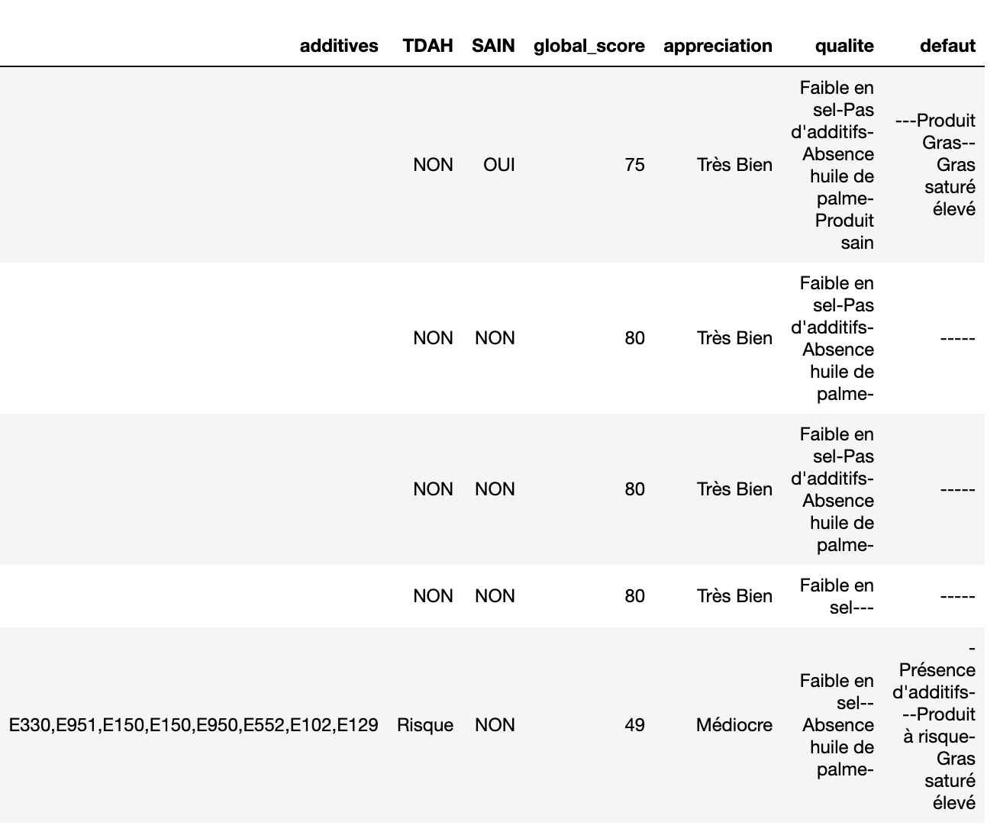 additives TDAH SAIN global_score appreciation qualite defaut
Faible en
sel-Pas
d'additifs-
Absence
huile de
palme-
Produit
sain
---Produit
Gras--
Gras
saturé
élevé
NON OUI 75 Très Bien
Faible en
sel-Pas
d'additifs-
Absence
huile de
palme-
NON NON 80 Très Bien -----
Faible en
sel-Pas
d'additifs-
Absence
huile de
palme-
NON NON 80 Très Bien -----
Faible en
sel---
NON NON 80 Très Bien -----
E330,E951,E150,E150,E950,E552,E102,E129 Risque NON 49 Médiocre
Faible en
sel--
Absence
huile de
palme-
-
Présence
d'additifs-
--Produit
à risque-
Gras
saturé
élevé